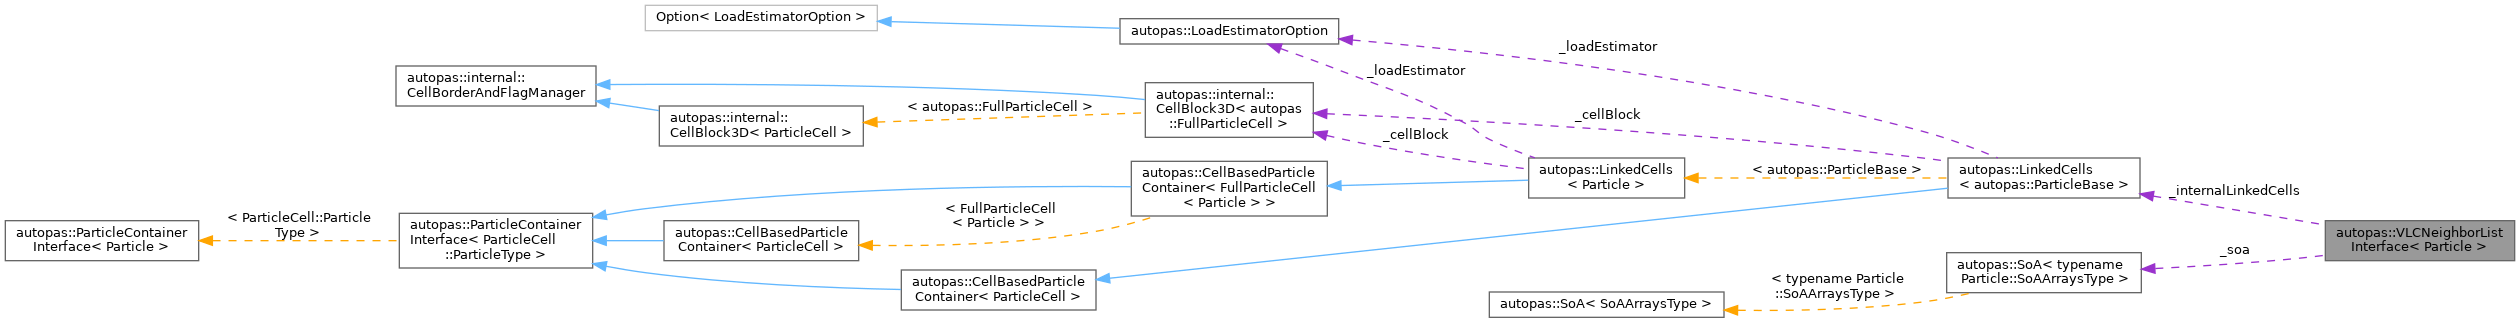 Option< LoadEstimatorOption >
autopas::LoadEstimatorOption
_loadEstimator
_loadEstimator
autopas::internal::
CellBorderAndFlagManager
autopas::internal::
CellBlock3D< ParticleCell >
< autopas::FullParticleCell >
autopas::internal::
CellBlock3D< autopas
::FullParticleCell >
_cellBlock
_cellBlock
autopas::LinkedCells
< Particle >
< autopas::ParticleBase >
autopas::LinkedCells
< autopas::ParticleBase >
_internalLinkedCells
autopas::CellBasedParticle
Container< FullParticleCell
< Particle > >
autopas::ParticleContainer
Interface< Particle >
< ParticleCell::Particle
Type >
autopas::ParticleContainer
Interface< ParticleCell
::ParticleType >
autopas::CellBasedParticle
Container< ParticleCell >
< FullParticleCell
< Particle > >
autopas::CellBasedParticle
Container< ParticleCell >
autopas::VLCNeighborList
Interface< Particle >
_soa
autopas::SoA< typename
Particle::SoAArraysType >
< typename Particle
::SoAArraysType >
autopas::SoA< SoAArraysType >